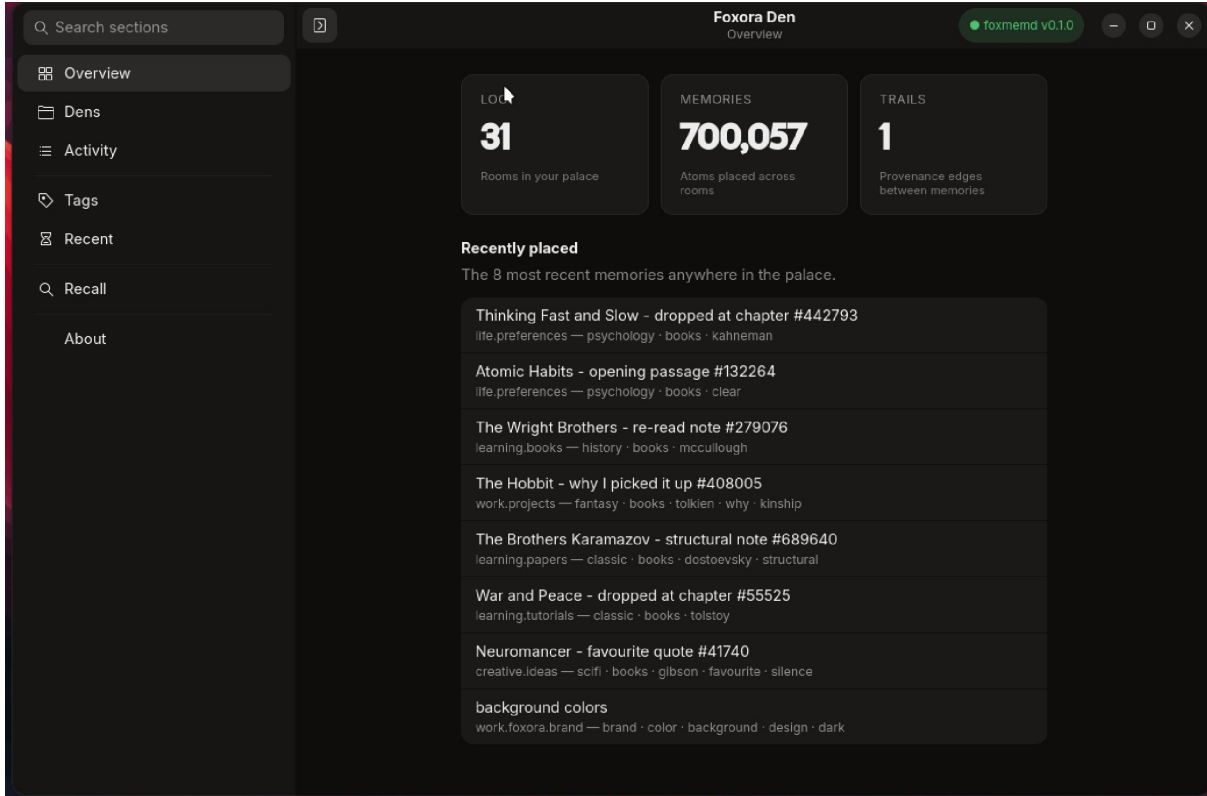 Search sections
Overview
Dens
Activity
Tags
Recent
Recall
About
Foxora Den
Overview
foxmemd v0.1.0
31
Rooms in your palace
MEMORIES
700,057
Atoms placed across
rooms
TRAILS
1
Provenance edges
between memories
Recently placed
The 8 most recent memories anywhere in the palace.
Thinking Fast and Slow - dropped at chapter #442793
life.preferences — psychology · books · kahneman
Atomic Habits - opening passage #132264
life.preferences — psychology · books · clear
The Wright Brothers - re-read note #279076
learning.books — history · books · mccullough
The Hobbit - why I picked it up #408005
work.projects — fantasy · books · tolkien · why · kinship
The Brothers Karamazov - structural note #689640
learning.papers — classic · books · dostoevsky · structural
War and Peace - dropped at chapter #55525
learning.tutorials — classic · books · tolstoy
Neuromancer - favourite quote #41740
creative.ideas — scifi · books · gibson · favourite · silence
background colors
work.foxora.brand — brand · color · background · design · dark